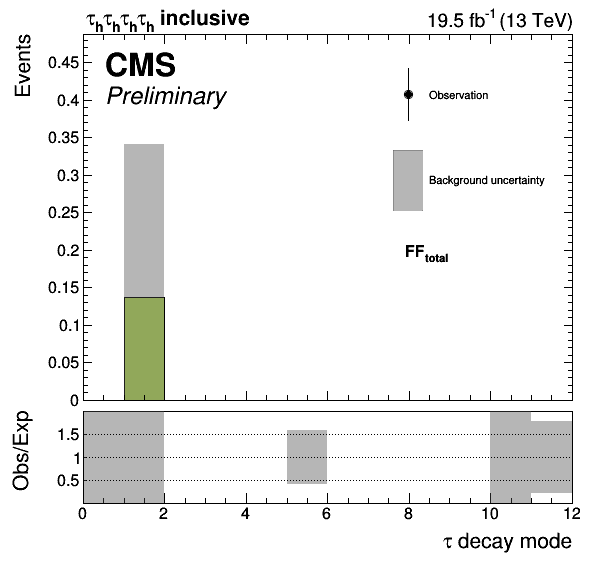 τhτhτhτh inclusive 19.5 fb-1 (13 TeV)
Events
CMS
Preliminary
0.45
0.4
0.35
0.3
0.25
0.2
0.15
0.1
0.05
0
Observation
Background uncertainty
FFtotal
Obs/Exp
1.5
1
0.5
0 2 4 6 8 10 12
τ decay mode